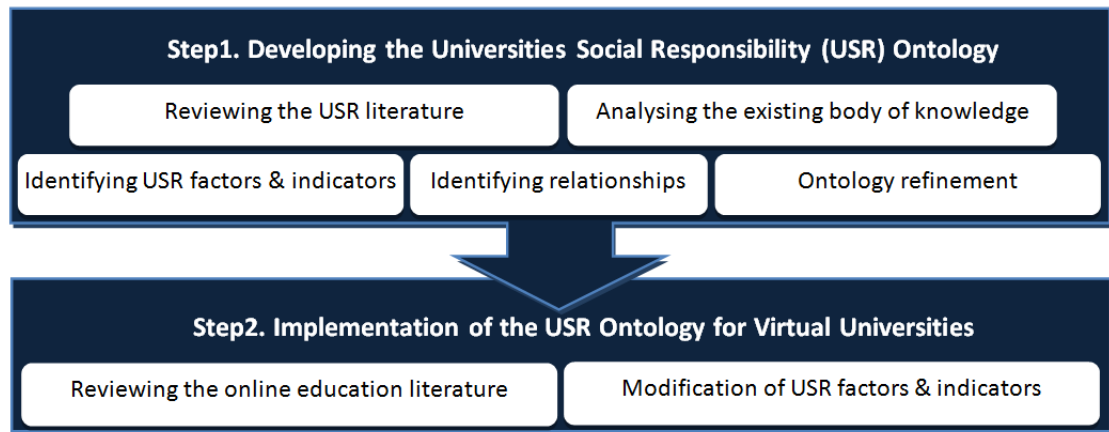 Step1. Developing the Universities Social Responsibility (USR) Ontology
Reviewing the USR literature
Analysing the existing body of knowledge
Identifying USR factors & indicators
Identifying relationships
Ontology refinement
Step2. Implementation of the USR Ontology for Virtual Universities
Reviewing the online education literature
Modification of USR factors & indicators